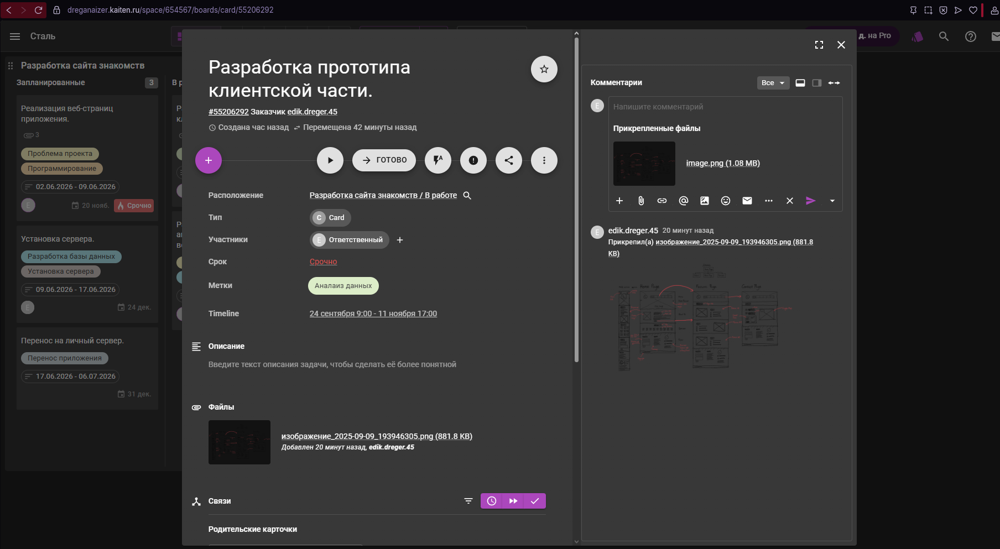 dreganaizer.kaiten.ru/space/654567/boards/card/55206292
Сталь
д. на Pro
Разработка сайта знакомств
Запланированные
3
Реализация веб-страниц
приложения.
3
Проблема проекта
Программирование
02.06.2026 - 09.06.2026
E
20 нояб.
Срочно
Установка сервера.
Разработка базы данных
Установка сервера
09.06.2026 - 17.06.2026
E
24 дек.
Перенос на личный сервер.
Перенос приложения
17.06.2026 - 06.07.2026
31 дек.
Разработка прототипа
клиентской части.
#55206292 Заказчик edik.dreger.45
Создана час назад
Перемещена 42 минуты назад
ГОТОВО
Расположение
Разработка сайта знакомств / В работе
Тип
C Card
Участники
E Ответственный
Срок
Срочно
Метки
Аналаиз данных
Timeline
24 сентября 9:00 - 11 ноября 17:00
Описание
Введите текст описания задачи, чтобы сделать её более понятной
Файлы
изображение_2025-09-09_193946305.png (881.8 KB)
Добавлен 20 минут назад, edik.dreger.45
Связи
Родительские карточки
Комментарии
Все
E
Напишите комментарий
Прикрепленные файлы
image.png (1.08 MB)
E
edik.dreger.45 20 минут назад
Прикрепил(а) изображение_2025-09-09_193946305.png (881.8
KB)
Home Page
Contact Page